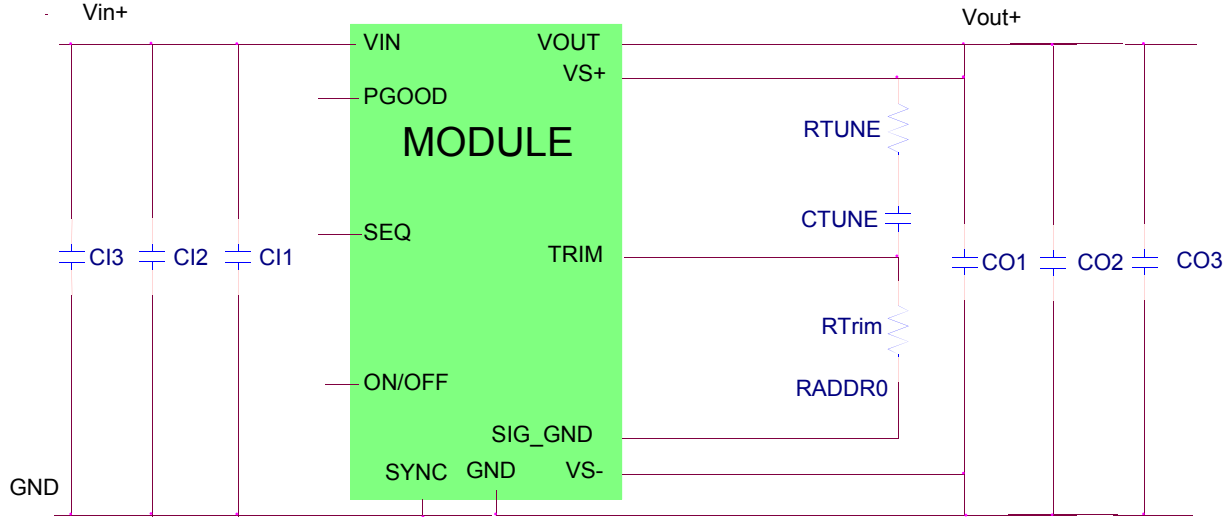 Vin+
Vout+
VIN
VOUT
VS+
PGOOD
MODULE
RTUNE
CTUNE
SEQ
TRIM
CI3
CI2
CI1
CO1
CO2
CO3
RTrim
ON/OFF
RADDR0
SIG_GND
SYNC
GND
VS-
GND